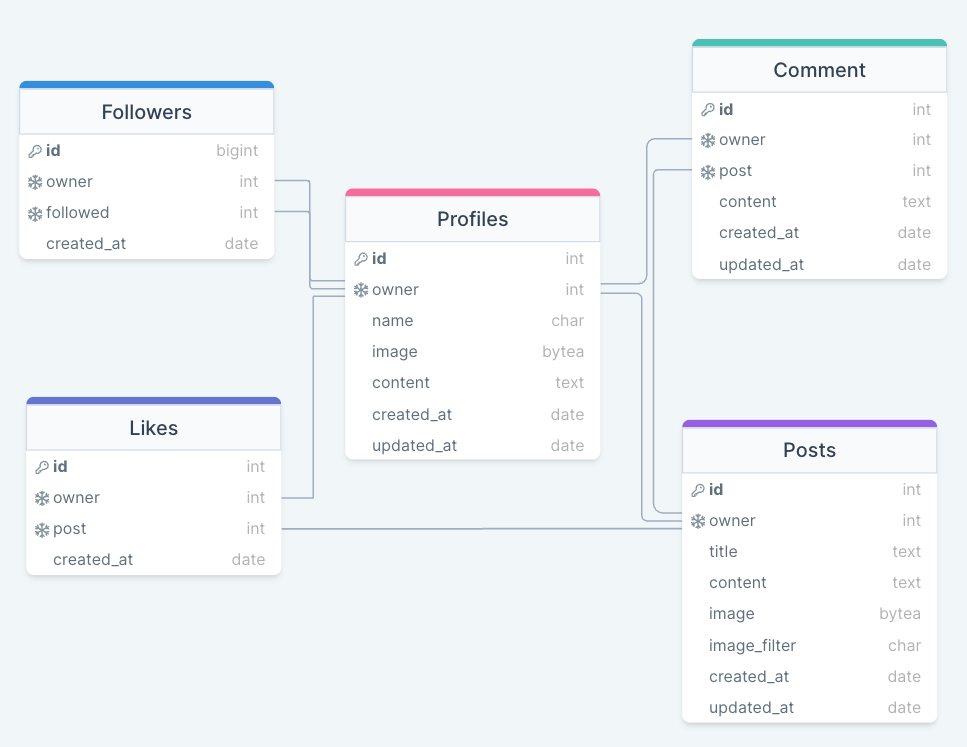 Followers
id bigint
owner int
followed int
created_at date
Profiles
id int
owner int
name char
image bytea
content text
created_at date
updated_at date
Comment
id int
owner int
post int
content text
created_at date
updated_at date
Likes
id int
owner int
post int
created_at date
Posts
id int
owner int
title text
content text
image bytea
image_filter char
created_at date
updated_at date